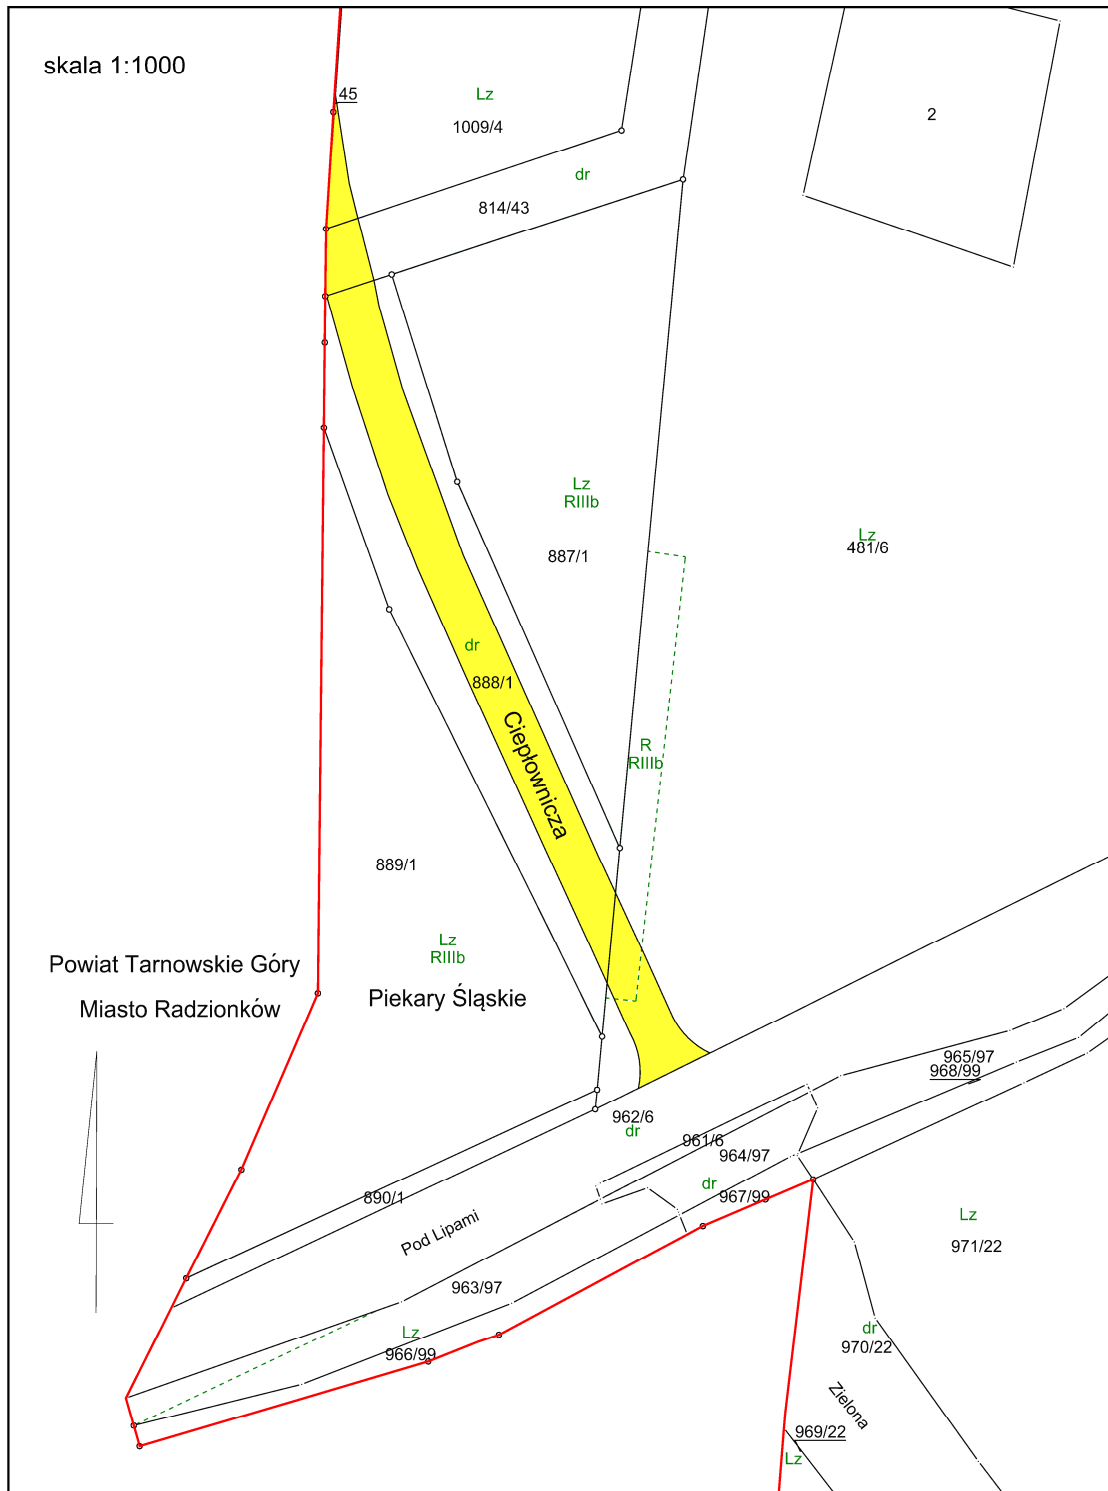 skala 1:1000
45
Lz
1009/4
2
dr
814/43
Lz
RIIIb
887/1
Lz
481/6
dr
888/1
Ciepłownicza
R
RIIIb
889/1
Lz
RIIIb
Powiat Tarnowskie Góry
Miasto Radzionków
Piekary Śląskie
965/97
968/99
962/6
dr
961/6
964/97
dr
967/99
890/1
Pod Lipami
Lz
971/22
963/97
Lz
966/99
dr
970/22
Zielona
969/22
Lz